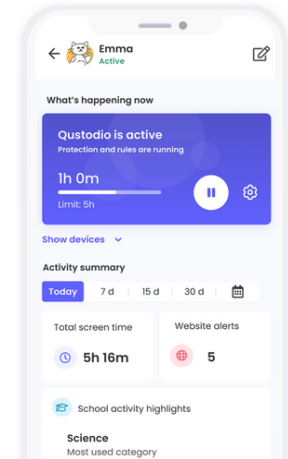 Emma
Active
What's happening now
Qustodio is active
Protection and rules are running
1h 0m
Limit: 5h
Show devices
Activity summary
Today 7 d 15 d 30 d
Total screen time
5h 16m
Website alerts
5
School activity highlights
Science
Most used category